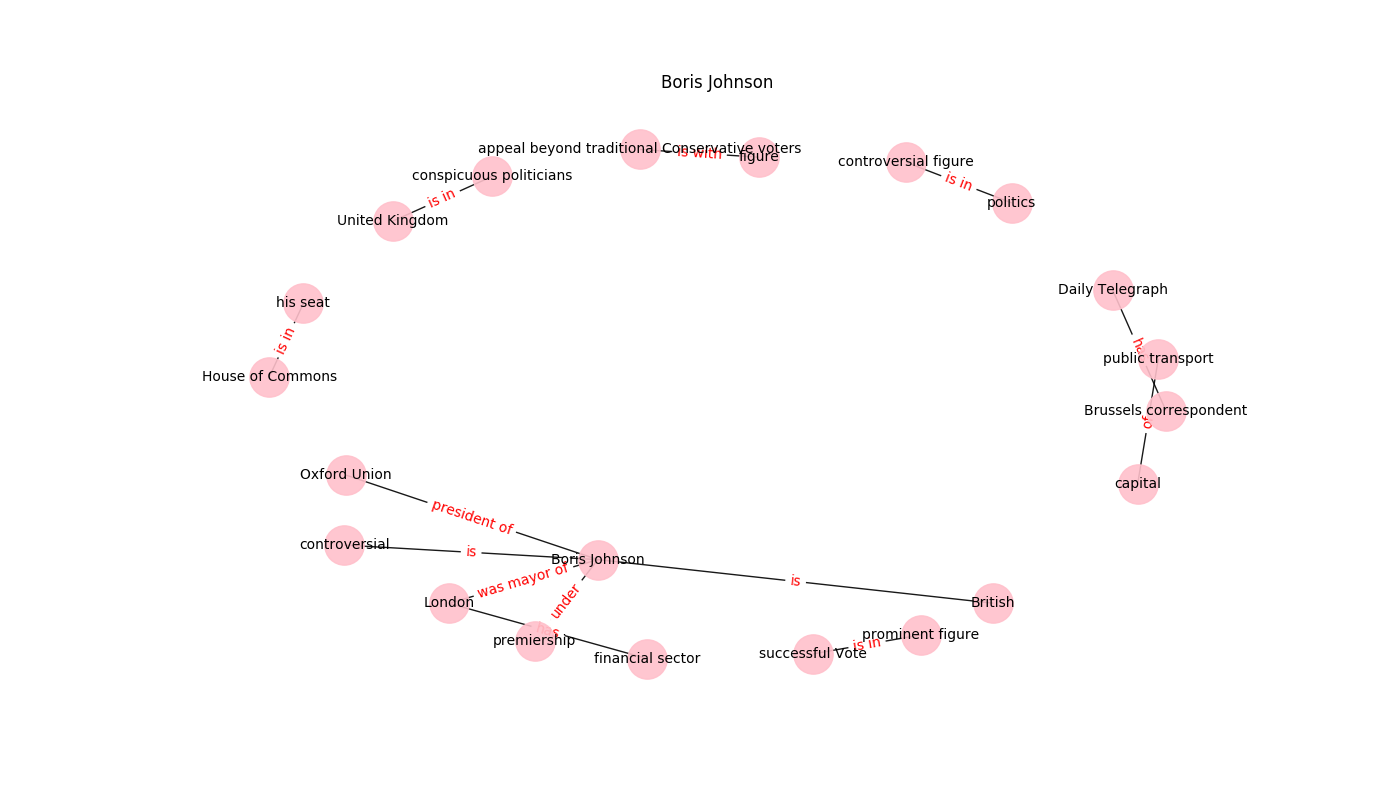 Boris Johnson
appeal beyond traditional Conservative voters
is with
figure
controversial figure
is in
politics
conspicuous politicians
is in
United Kingdom
Daily Telegraph
his seat
is in
House of Commons
public transport
Brussels correspondent
of
capital
Oxford Union
president of
controversial
is
Boris Johnson
was mayor of
under
is
London
British
premiership
financial sector
prominent figure
is in
successful Vote